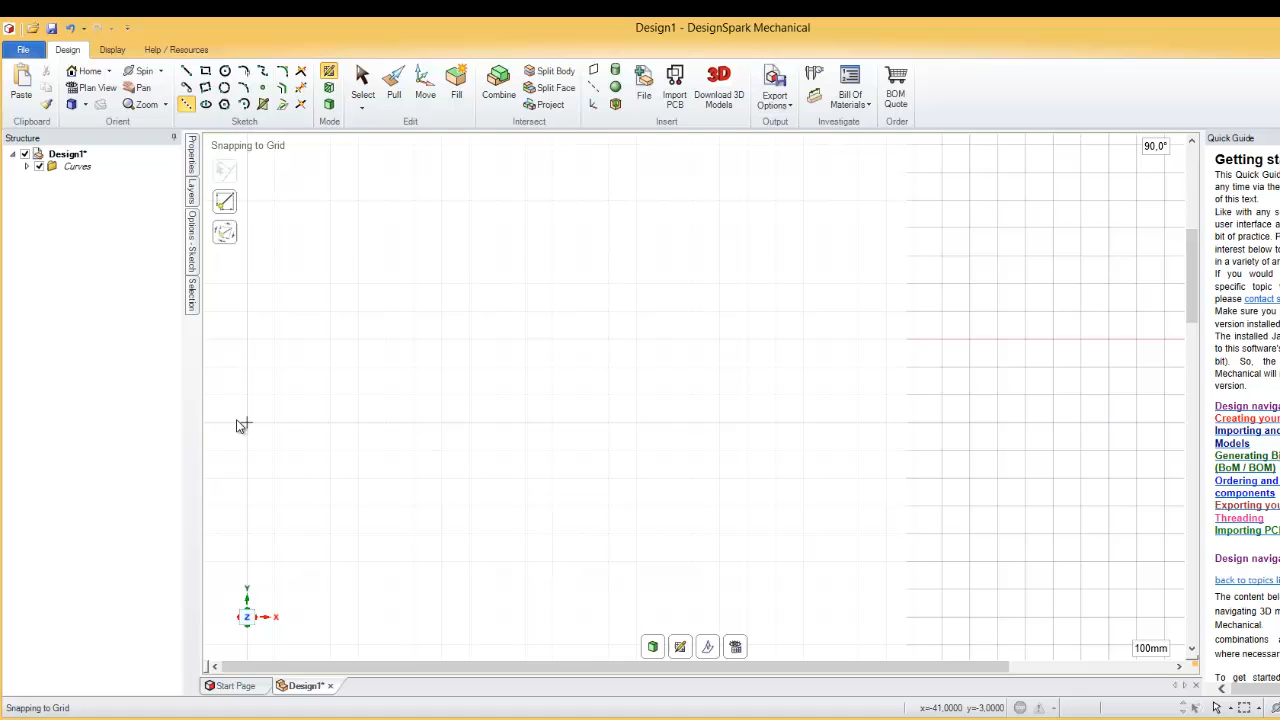 Design1 - DesignSpark Mechanical
File Design Display Help / Resources
Home Spin
Plan View Pan
Zoom
Paste
Select Pull Move Fill
Combine
Split Body
Split Face
Project
File Import PCB Download 3D Models
Export Options
Bill Of Materials
BOM Quote
Clipboard Orient Sketch Mode Edit Intersect Insert Output Investigate Order
Structure
Design1*
Curves
Properties
Layers
Options - Sketch
Selection
Snapping to Grid
90,0°
100mm
Y
Z
X
Quick Guide
Getting st
This Quick Guid
any time via the
of this text.
Like with any s
user interface a
bit of practice. F
interest below to
in a variety of ar
If you would
specific topic
please contact s
Make sure you
version installed
The installed Ja
to this software's
bit). So, the
Mechanical will
version.
Design naviga
Creating your
Importing and
Models
Generating Bi
(BoM / BOM)
Ordering and
components
Exporting you
Threading
Importing PCI
Design naviga
back to topics li
The content bel
navigating 3D m
Mechanical.
combinations a
where necessar
To get started
Start Page Design1*
Snapping to Grid
x=-41,0000 y=-3,0000